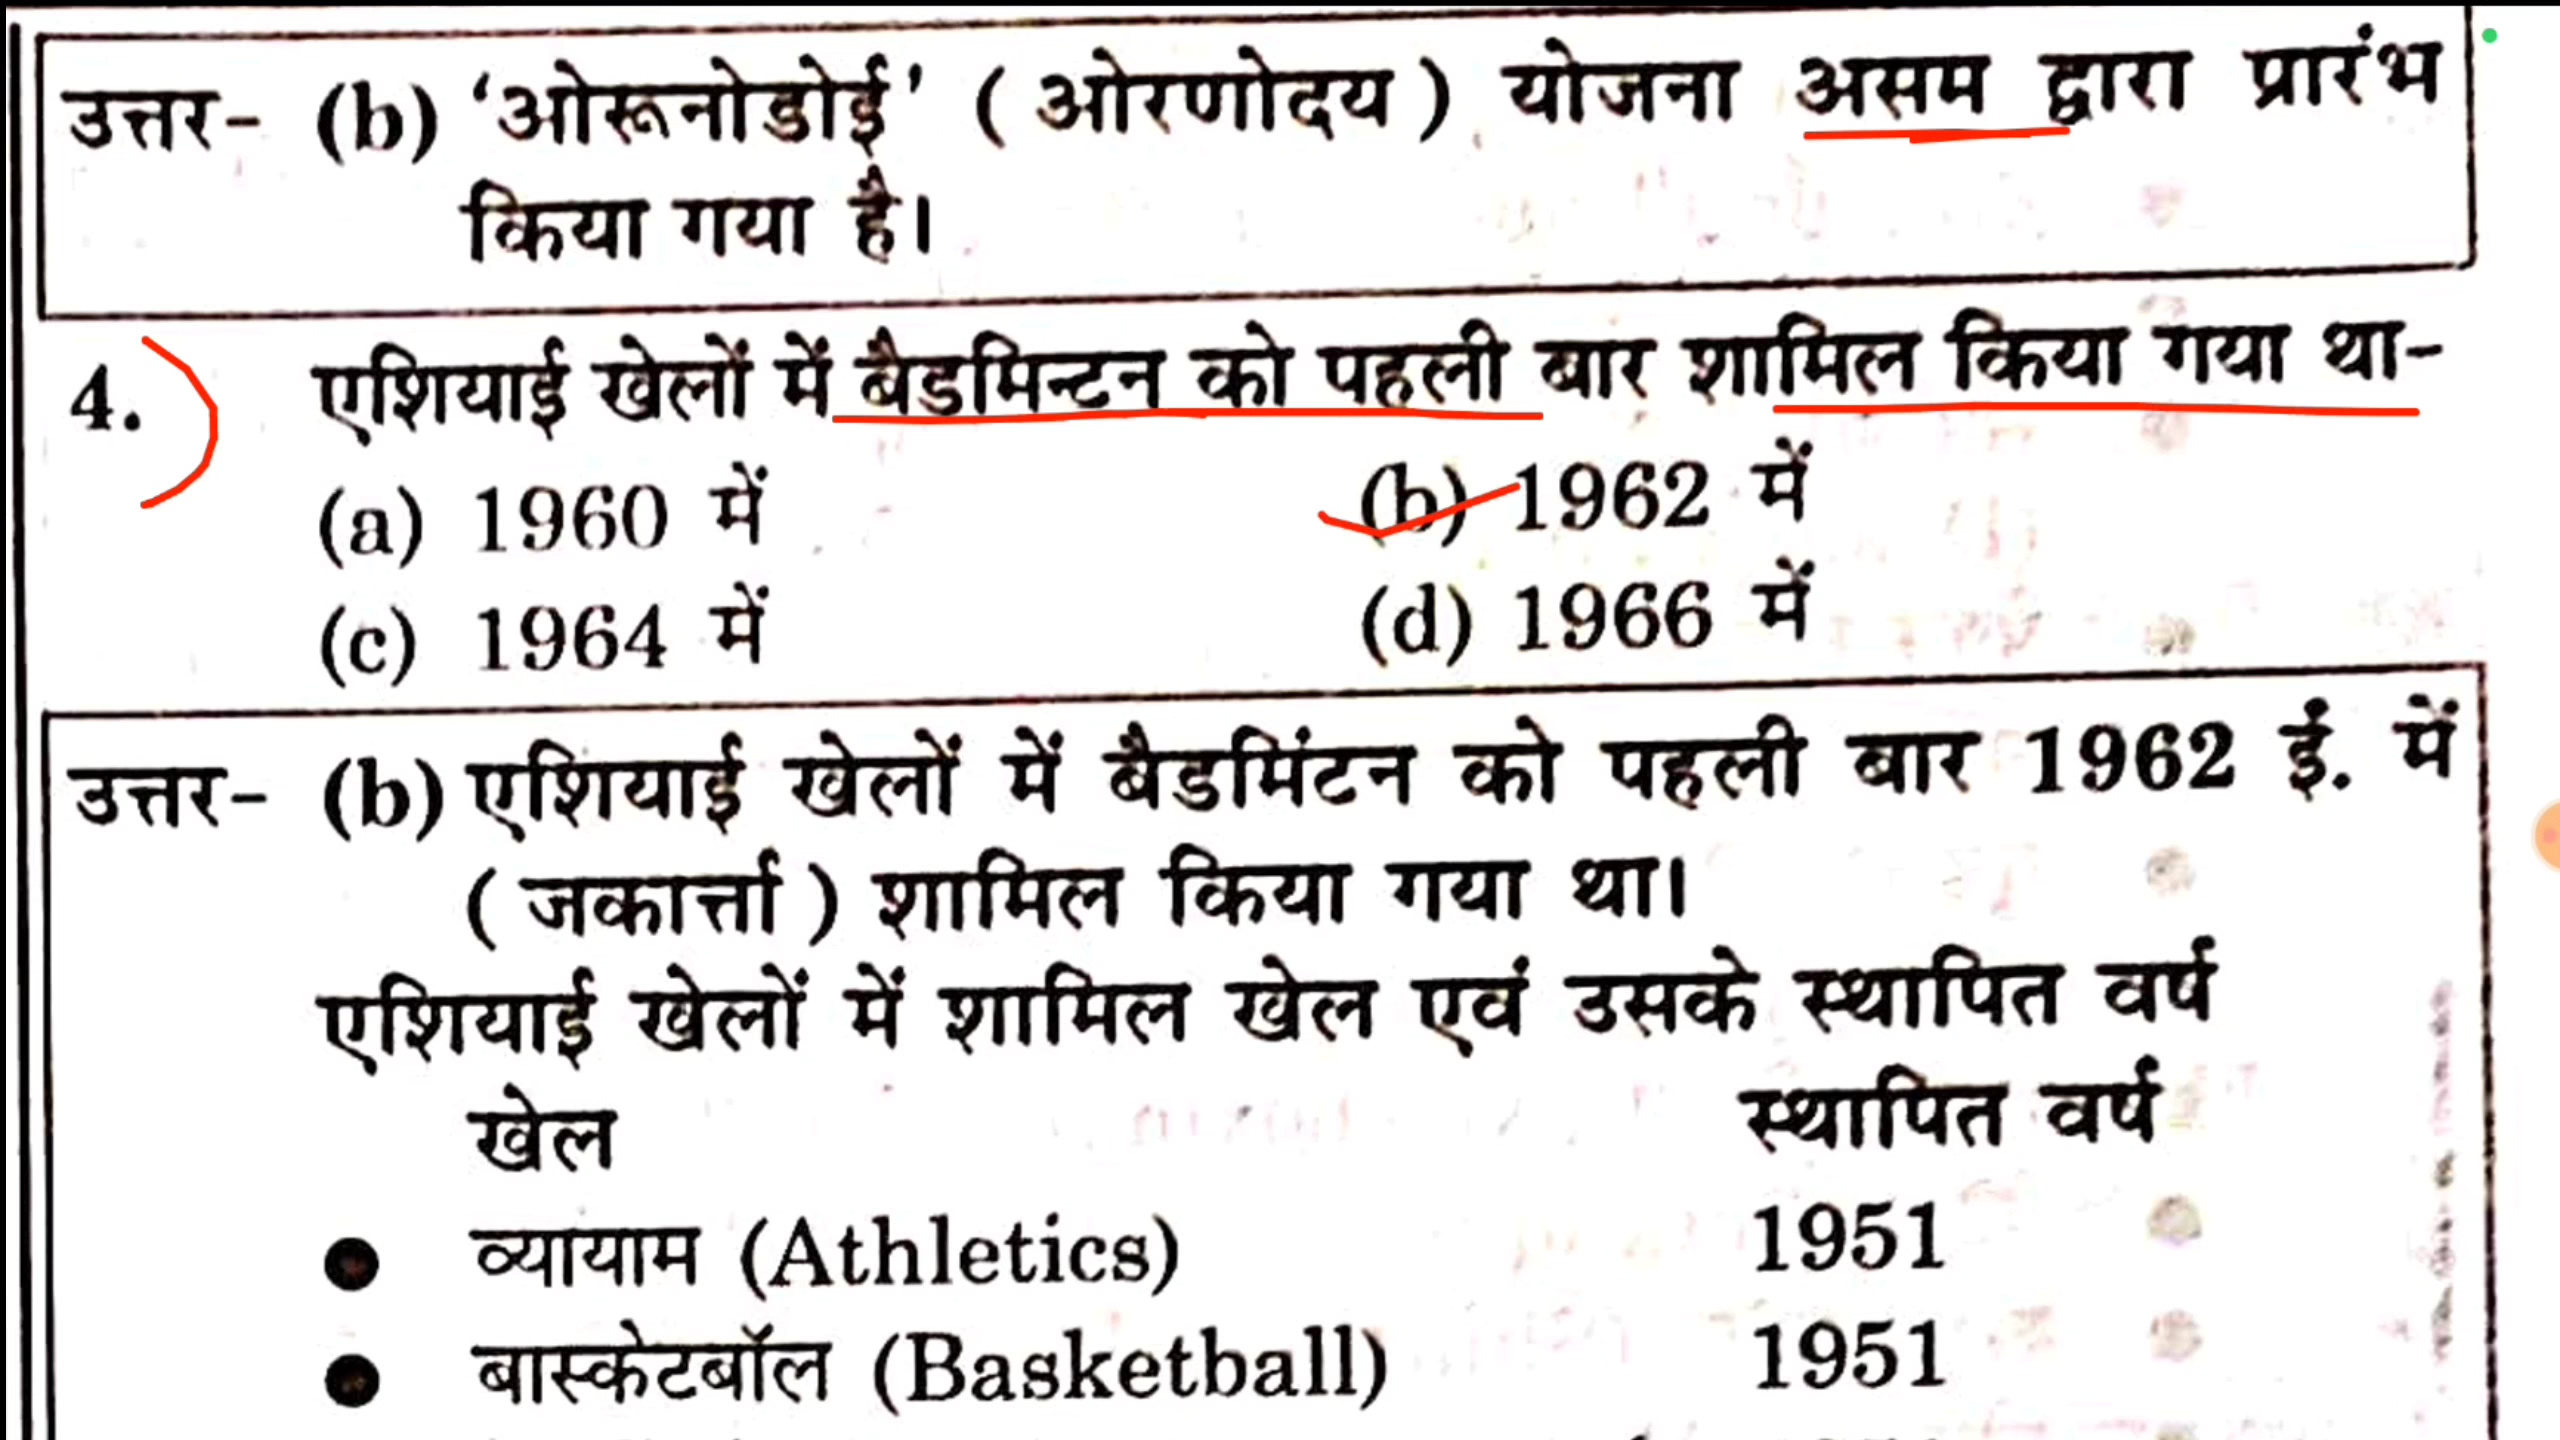 उत्तर- (b) 'ओरूनोडोई' (ओरणोदय) योजना असम द्वारा प्रारंभ
किया गया है।
4. एशियाई खेलों में बैडमिन्टन को पहली बार शामिल किया गया था-
(a) 1960 में (b) 1962 में
(c) 1964 में (d) 1966 में
उत्तर- (b) एशियाई खेलों में बैडमिंटन को पहली बार 1962 ई. में
(जकार्त्ता) शामिल किया गया था।
एशियाई खेलों में शामिल खेल एवं उसके स्थापित वर्ष
खेल स्थापित वर्ष
● व्यायाम (Athletics) 1951
● बास्केटबॉल (Basketball) 1951